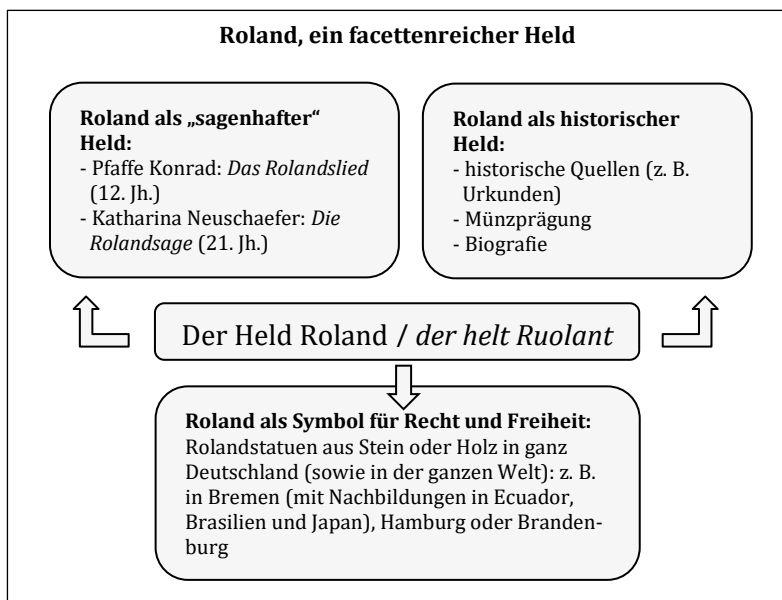 Roland, ein facettenreicher Held
Roland als „sagenhafter“
Held:
- Pfaffe Konrad: Das Rolandslied
(12. Jh.)
- Katharina Neuschaefer: Die
Rolandsage (21. Jh.)
Roland als historischer
Held:
- historische Quellen (z. B.
Urkunden)
- Münzprägung
- Biografie
Der Held Roland / der helt Ruolant
Roland als Symbol für Recht und Freiheit:
Rolandstatuen aus Stein oder Holz in ganz
Deutschland (sowie in der ganzen Welt): z. B.
in Bremen (mit Nachbildungen in Ecuador,
Brasilien und Japan), Hamburg oder Branden-
burg